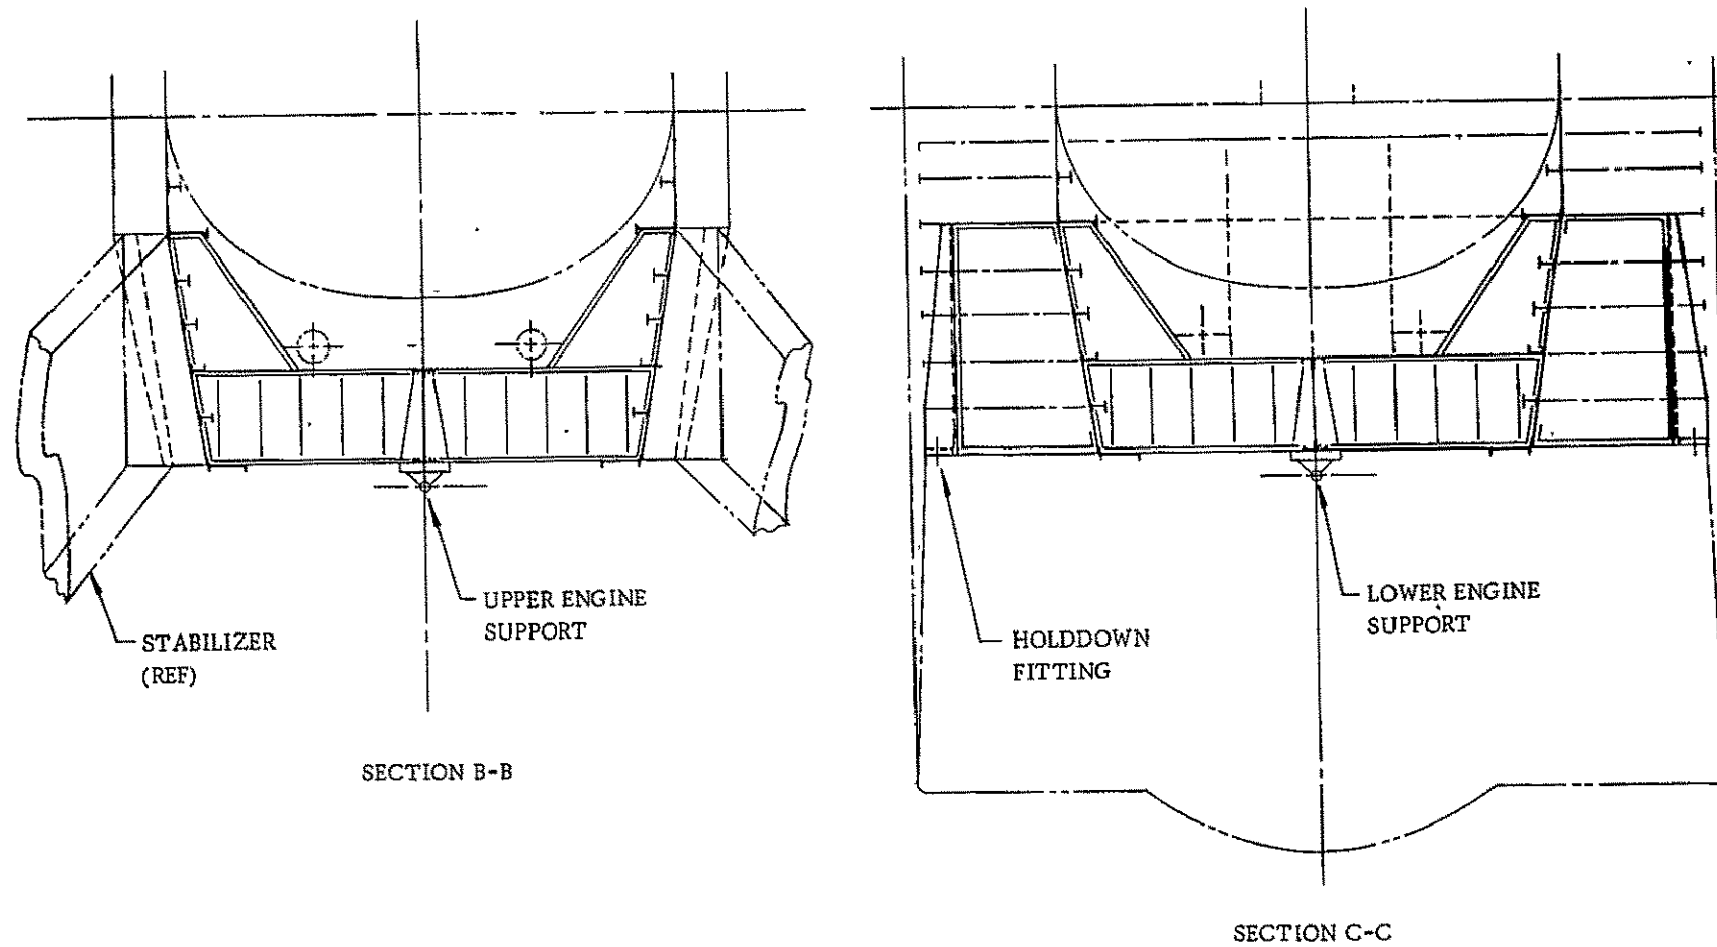 UPPER ENGINE
SUPPORT
STABILIZER
(REF)
SECTION B-B
LOWER ENGINE
SUPPORT
HOLDDOWN
FITTING
SECTION C-C